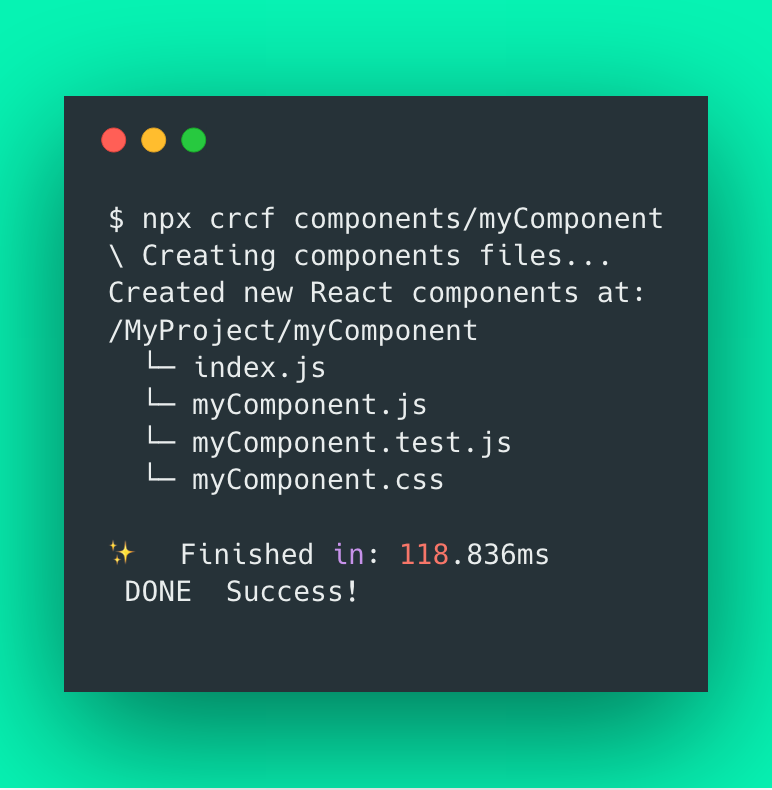 $ npx crcf components/myComponent
\ Creating components files...
Created new React components at:
/MyProject/myComponent
  └─ index.js
  └─ myComponent.js
  └─ myComponent.test.js
  └─ myComponent.css
✨  Finished in: 118.836ms
 DONE  Success!